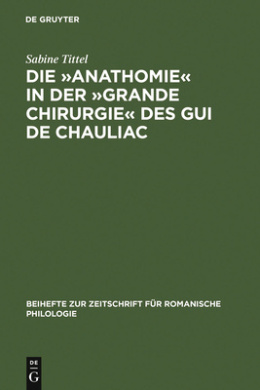 DE GRUYTER
Sabine Tittel
DIE »ANATHOMIE«
IN DER »GRANDE
CHIRURGIE« DES GUI
DE CHAULIAC
BEIHEFTE ZUR ZEITSCHRIFT FÜR ROMANISCHE
PHILOLOGIE
DE
G